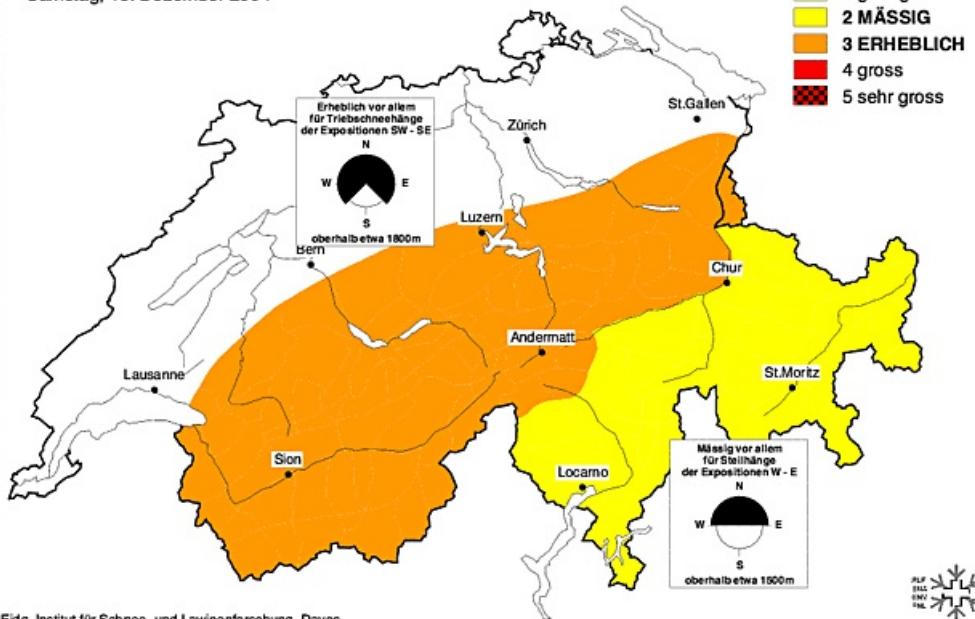 2 MÄSSIG
3 ERHEBLICH
4 gross
5 sehr gross
St.Gallen
Erheblich vor allem
für Triebschneehänge
der Expositionen SW - SE
N
W E
S
oberhalb etwa 1800m
Zürich
Luzern
Bern
Chur
Andermatt
Lausanne
St.Moritz
Sion
Locarno
Mässig vor allem
für Steilhänge
der Expositionen W - E
N
W E
S
oberhalb etwa 1500m
SLF
ENV
Eidg. Institut für Schnee- und Lawinenforschung, Davos